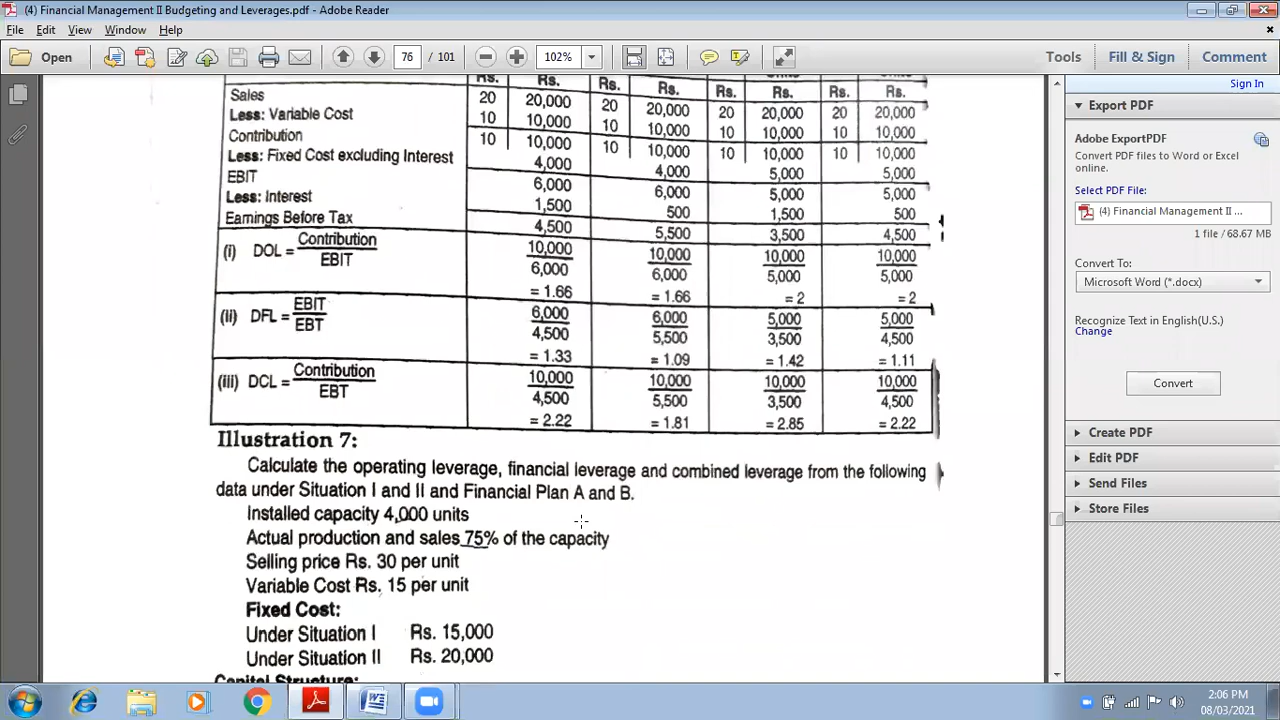 (4) Financial Management II Budgeting and Leverages.pdf - Adobe Reader
File Edit View Window Help
Open 76 / 101 102% Tools Fill & Sign Comment
Sign In
Rs. Rs. Rs. Rs. Rs. Rs. Rs. Rs.
Sales 20 20,000 20 20,000 20 20,000 20 20,000
Less: Variable Cost 10 10,000 10 10,000 10 10,000 10 10,000
Contribution 10 10,000 10 10,000 10 10,000 10 10,000
Less: Fixed Cost excluding Interest 4,000 4,000 5,000 5,000
EBIT 6,000 6,000 5,000 5,000
Less: Interest 1,500 500 1,500 500
Earnings Before Tax 4,500 5,500 3,500 4,500
(i) DOL = Contribution 10,000 10,000 10,000 10,000
EBIT 6,000 6,000 5,000 5,000
= 1.66 = 1.66 = 2 = 2
(ii) DFL = EBIT 6,000 6,000 5,000 5,000
EBT 4,500 5,500 3,500 4,500
= 1.33 = 1.09 = 1.42 = 1.11
(iii) DCL = Contribution 10,000 10,000 10,000 10,000
EBT 4,500 5,500 3,500 4,500
= 2.22 = 1.81 = 2.85 = 2.22
Illustration 7:
Calculate the operating leverage, financial leverage and combined leverage from the following
data under Situation I and II and Financial Plan A and B.
Installed capacity 4,000 units
Actual production and sales 75% of the capacity
Selling price Rs. 30 per unit
Variable Cost Rs. 15 per unit
Fixed Cost:
Under Situation I Rs. 15,000
Under Situation II Rs. 20,000
Capital Structure:
Export PDF
Adobe ExportPDF
Convert PDF files to Word or Excel
online.
Select PDF File:
(4) Financial Management II ...
1 file / 68.67 MB
Convert To:
Microsoft Word (*.docx)
Recognize Text in English(U.S.)
Change
Convert
Create PDF
Edit PDF
Send Files
Store Files
2:06 PM
08/03/2021